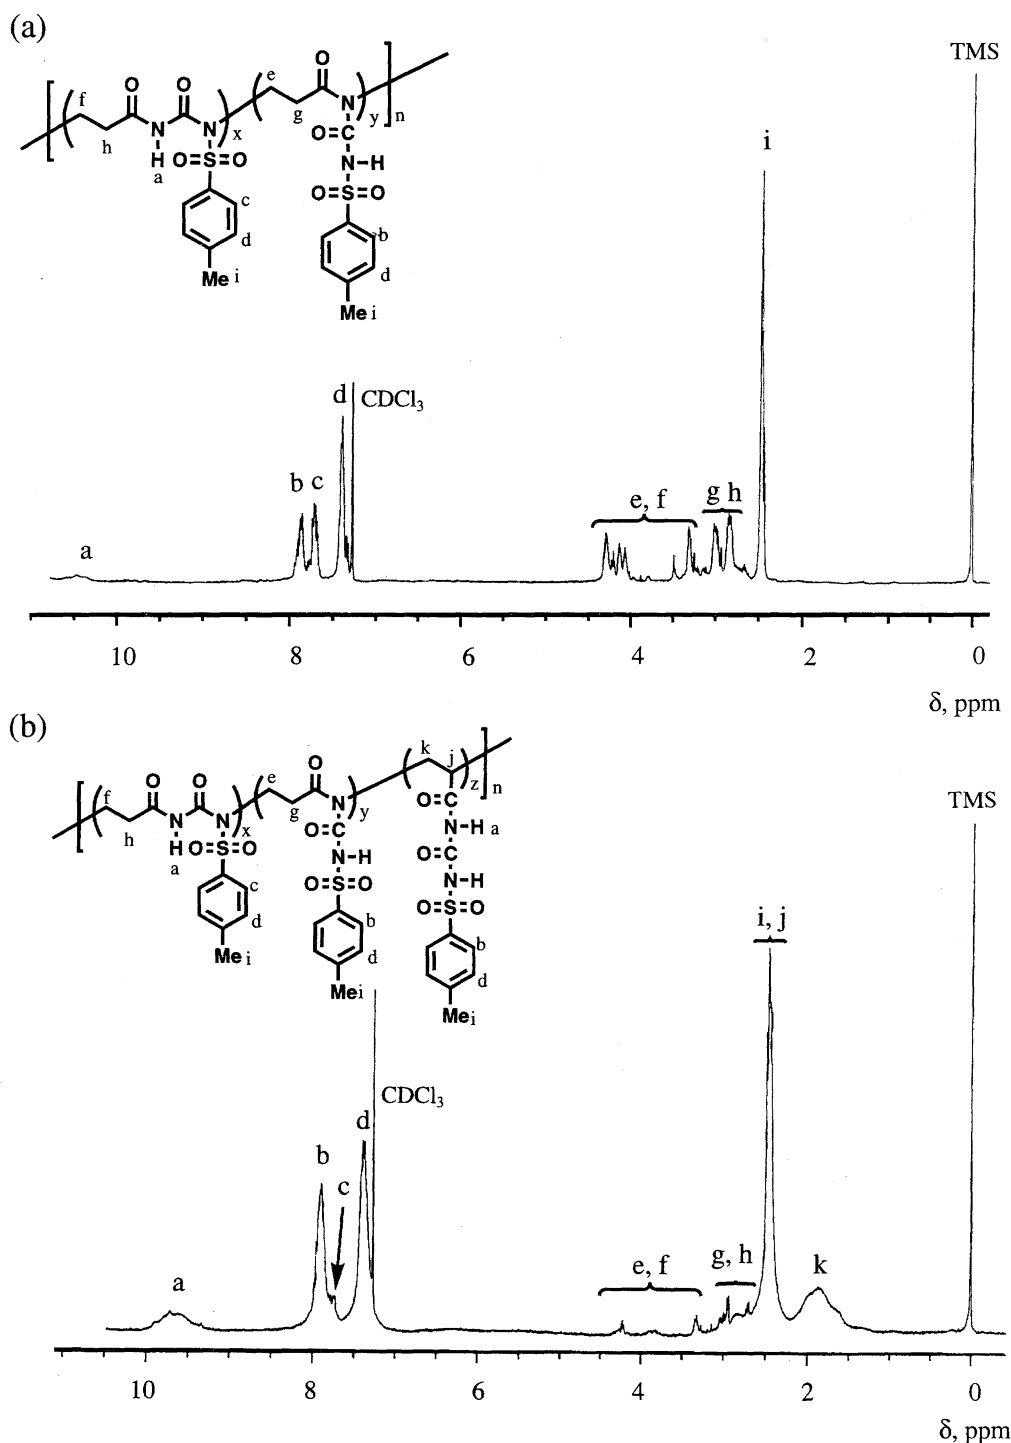 (a)
TMS
O O e O
f N
h N N x g O=C y n
H O=S=O N-H
a c O=S=O
d b
Me i d
Me i
i
d CDCl3
b c
a
e, f
g h
10 8 6 4 2 0
δ, ppm
(b)
TMS
k j
O O e O z n
f O=C
h N N x g N y N-H a
H O=S=O O=C O=C
a c N-H N-H
d O=S=O O=S=O
Me i b b
d d
Me i Me i
i, j
CDCl3
d
b
c
a
e, f
g, h
k
10 8 6 4 2 0
δ, ppm